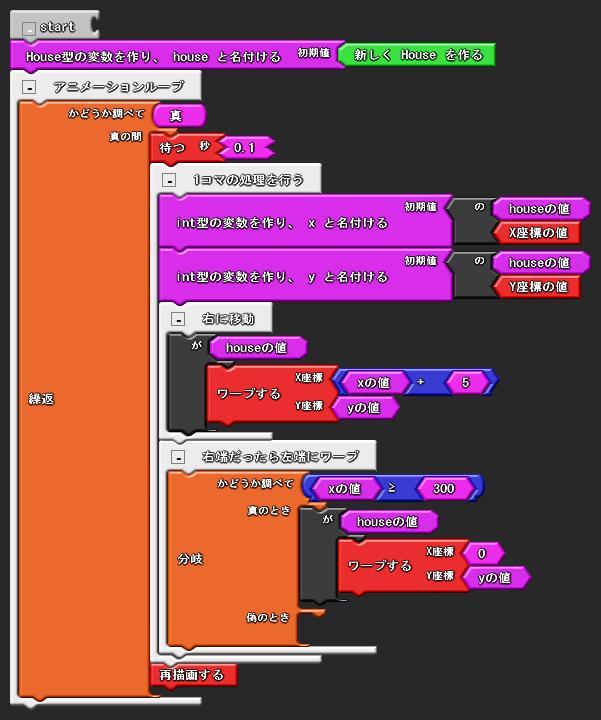 start
House型の変数を作り、 house と名付ける 初期値 新しく House を作る
アニメーションループ
かどうか調べて 真
真の間
待つ 秒 0.1
1コマの処理を行う
int型の変数を作り、 x と名付ける 初期値 の houseの値
X座標の値
int型の変数を作り、 y と名付ける 初期値 の houseの値
Y座標の値
右に移動
が houseの値
ワープする X座標 xの値 + 5
Y座標 yの値
繰返
右端だったら左端にワープ
かどうか調べて xの値 ≥ 300
真のとき が houseの値
分岐
ワープする X座標 0
Y座標 yの値
偽のとき
再描画する